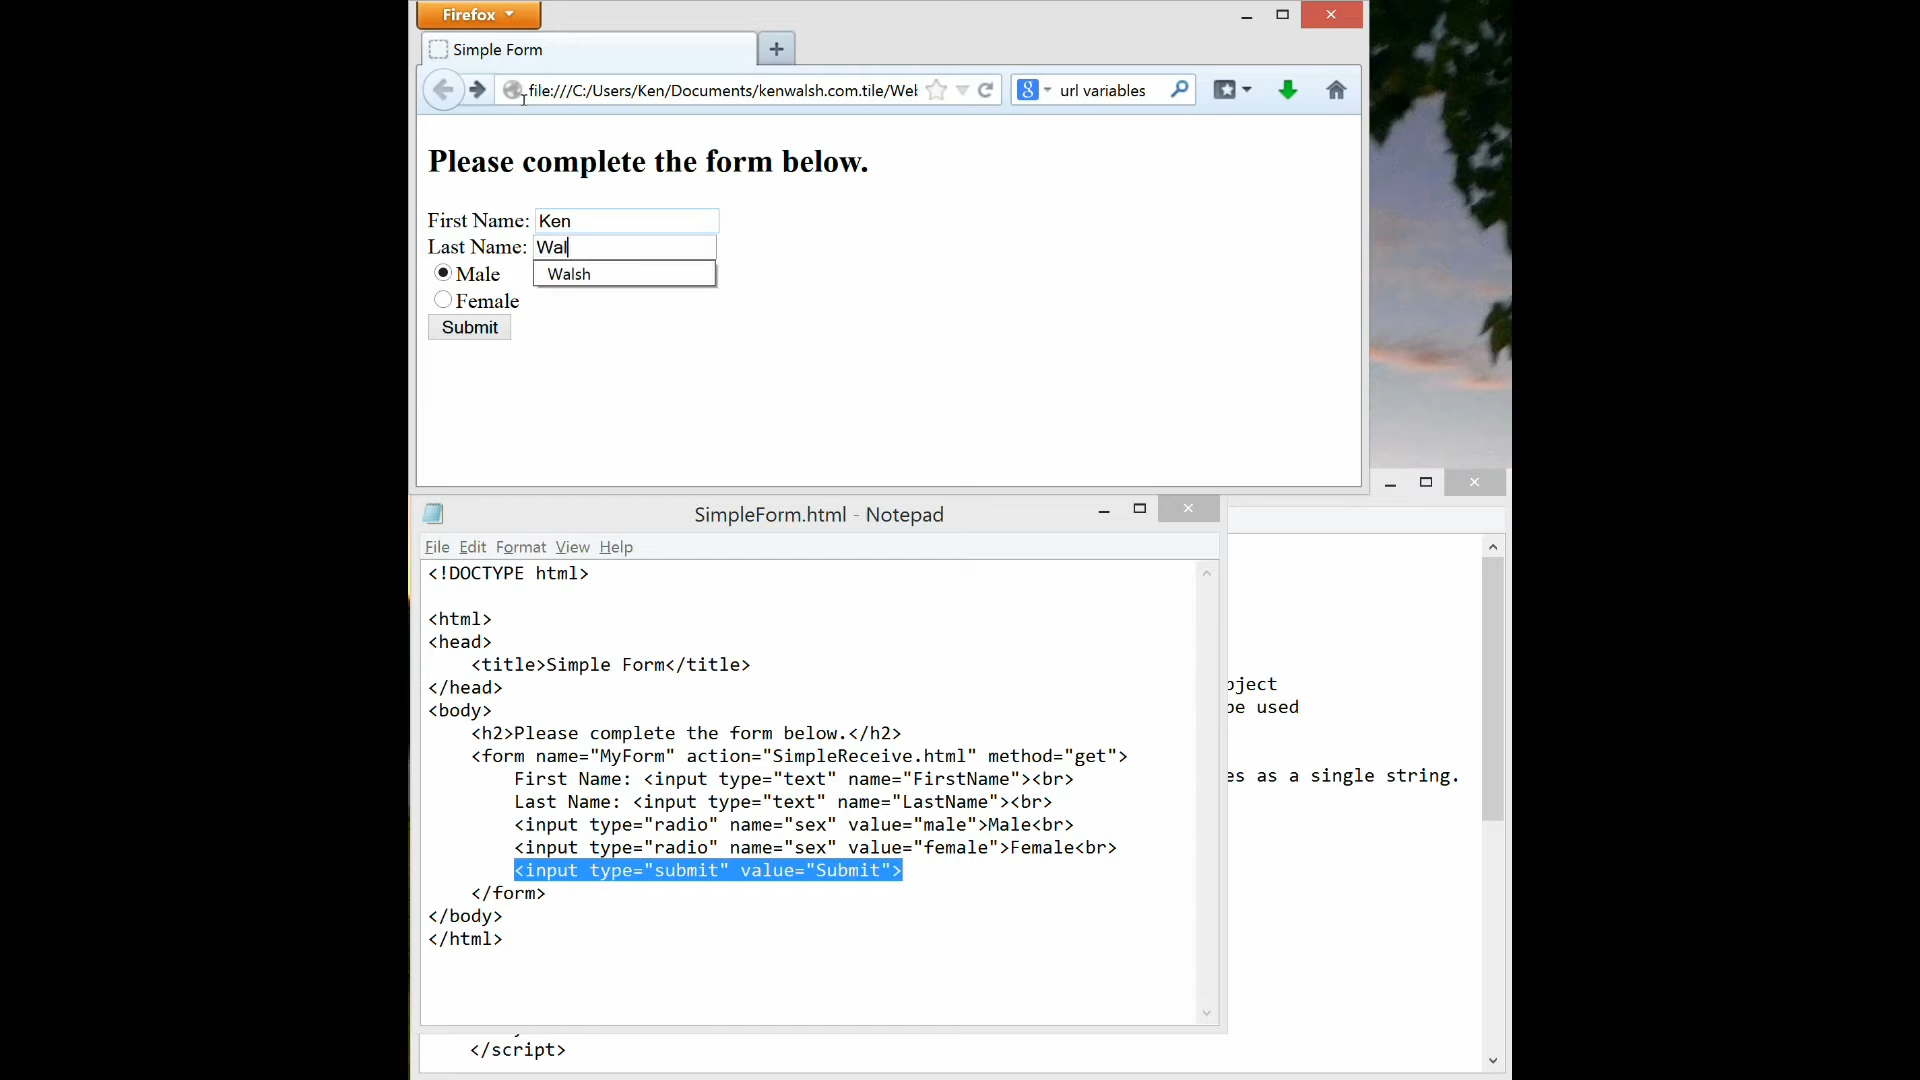 Firefox
Simple Form
file:///C:/Users/Ken/Documents/kenwalsh.com.tile/Wel
url variables
Please complete the form below.
First Name: Ken
Last Name: Wal
Male
Walsh
Female
Submit
SimpleForm.html - Notepad
File Edit Format View Help
<!DOCTYPE html>
<html>
<head>
<title>Simple Form</title>
</head>
<body>
<h2>Please complete the form below.</h2>
<form name="MyForm" action="SimpleReceive.html" method="get">
First Name: <input type="text" name="FirstName"><br>
Last Name: <input type="text" name="LastName"><br>
<input type="radio" name="sex" value="male">Male<br>
<input type="radio" name="sex" value="female">Female<br>
<input type="submit" value="Submit">
</form>
</body>
</html>
used
as a single string.
</script>